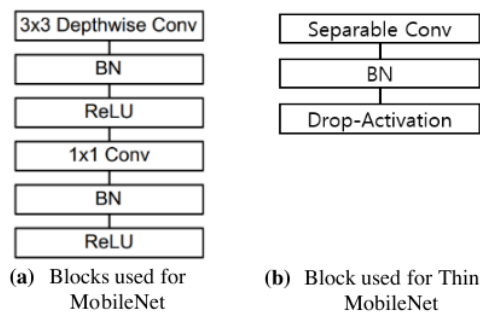 3x3 Depthwise Conv
BN
ReLU
1x1 Conv
BN
ReLU
(a) Blocks used for
MobileNet
Separable Conv
BN
Drop-Activation
(b) Block used for Thin
MobileNet